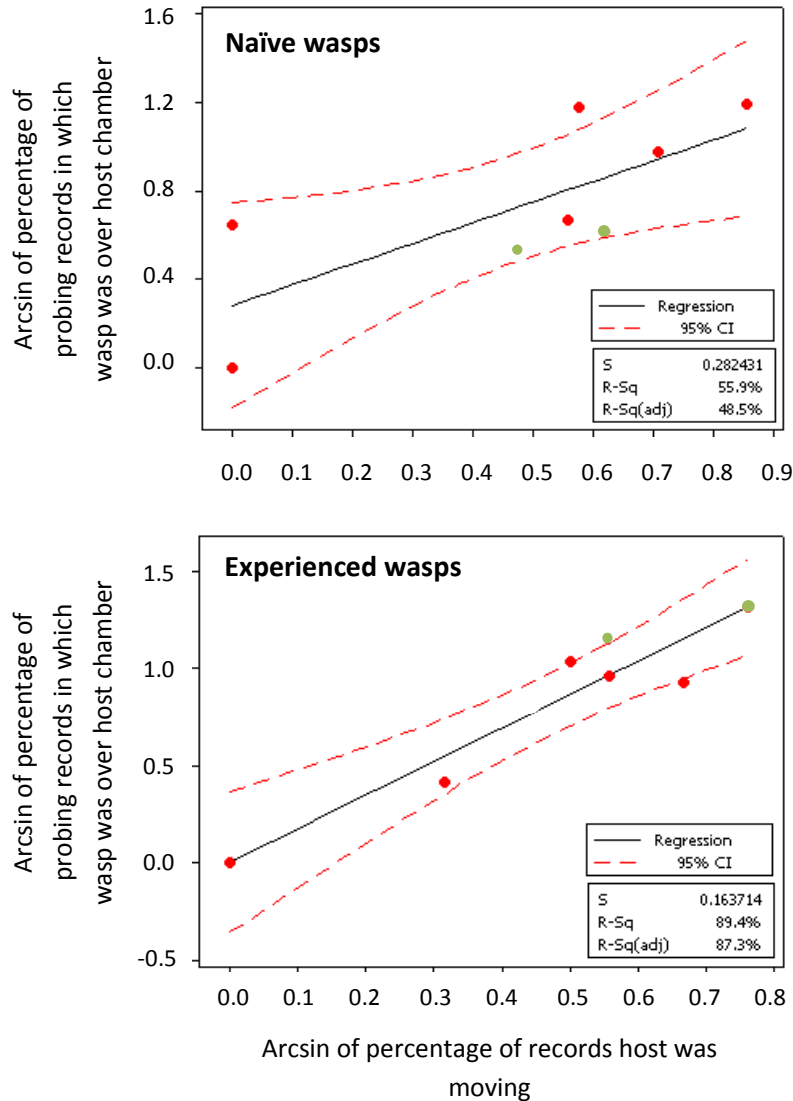 Naïve wasps
Arcsin of percentage of
probing records in which
wasp was over host chamber
1.6
1.2
0.8
0.4
0.0
Regression
95% CI
S 0.282431
R-Sq 55.9%
R-Sq(adj) 48.5%
0.0 0.1 0.2 0.3 0.4 0.5 0.6 0.7 0.8 0.9
Experienced wasps
Arcsin of percentage of
probing records in which
wasp was over host chamber
1.5
1.0
0.5
0.0
-0.5
Regression
95% CI
S 0.163714
R-Sq 89.4%
R-Sq(adj) 87.3%
0.0 0.1 0.2 0.3 0.4 0.5 0.6 0.7 0.8
Arcsin of percentage of records host was
moving